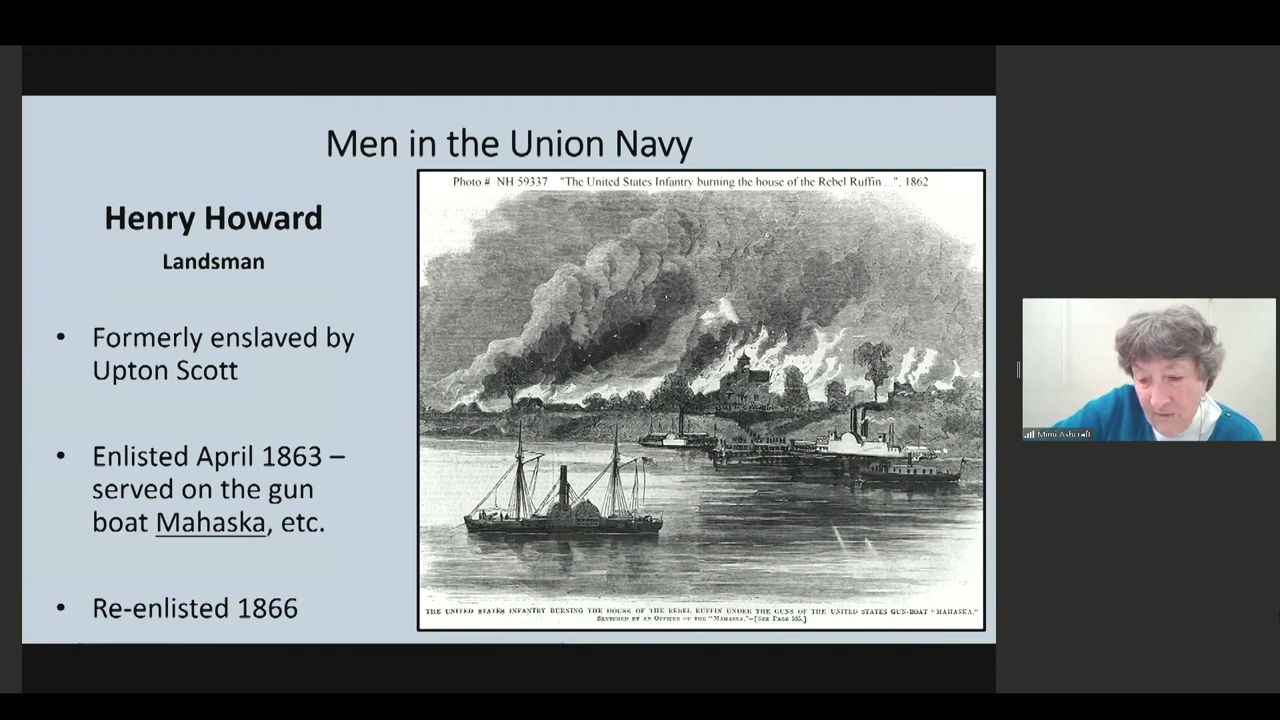 Men in the Union Navy
Henry Howard
Landsman
• Formerly enslaved by
Upton Scott
• Enlisted April 1863 –
served on the gun
boat Mahaska, etc.
• Re-enlisted 1866
Photo # NH 59337 "The United States Infantry burning the house of the Rebel Ruffin ...", 1862
THE UNITED STATES INFANTRY BURNING THE HOUSE OF THE REBEL RUFFIN UNDER THE GUNS OF THE UNITED STATES GUN-BOAT "MAHASKA."
SKETCHED BY AN OFFICER OF THE "MAHASKA."—[SEE PAGE 595.]
Mimi Ashcraft